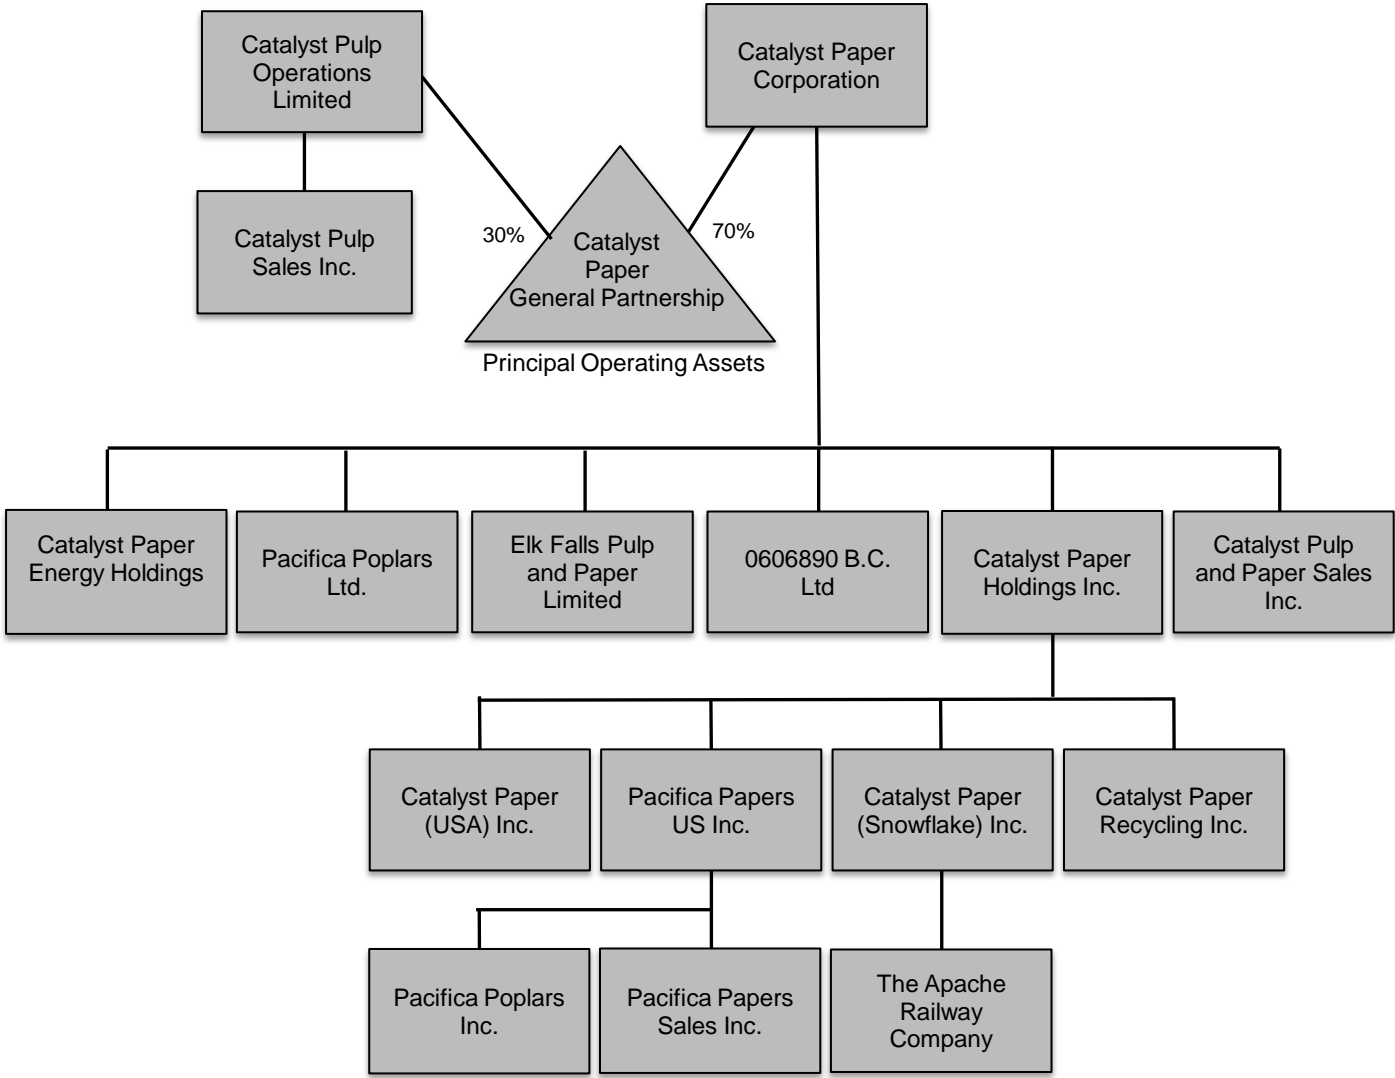 Catalyst Pulp
Operations
Limited
Catalyst Paper
Corporation
Catalyst Pulp
Sales Inc.
30%
70%
Catalyst
Paper
General Partnership
Principal Operating Assets
Catalyst Paper
Energy Holdings
Pacifica Poplars
Ltd.
Elk Falls Pulp
and Paper
Limited
0606890 B.C.
Ltd
Catalyst Paper
Holdings Inc.
Catalyst Pulp
and Paper Sales
Inc.
Catalyst Paper
(USA) Inc.
Pacifica Papers
US Inc.
Catalyst Paper
(Snowflake) Inc.
Catalyst Paper
Recycling Inc.
Pacifica Poplars
Inc.
Pacifica Papers
Sales Inc.
The Apache
Railway
Company